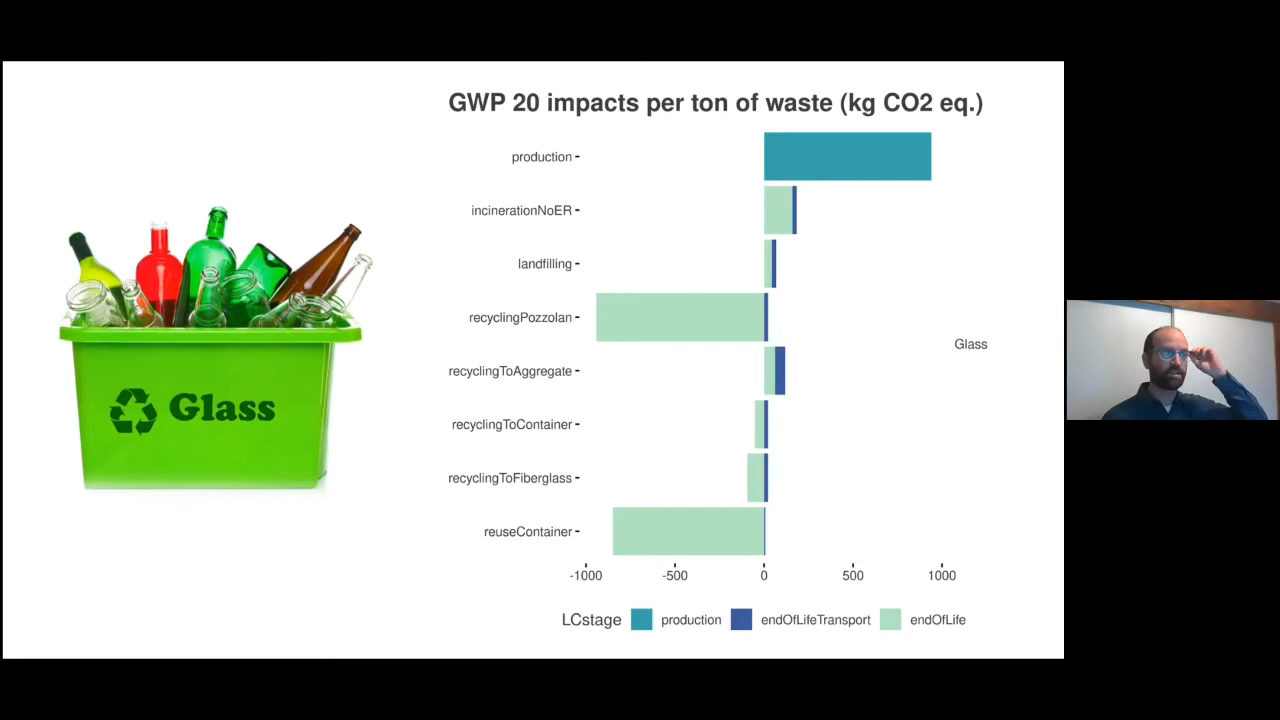 GWP 20 impacts per ton of waste (kg CO2 eq.)
production
incinerationNoER
landfilling
recyclingPozzolan
recyclingToAggregate
recyclingToContainer
recyclingToFiberglass
reuseContainer
-1000 -500 0 500 1000
LCstage production endOfLifeTransport endOfLife
Glass
Glass